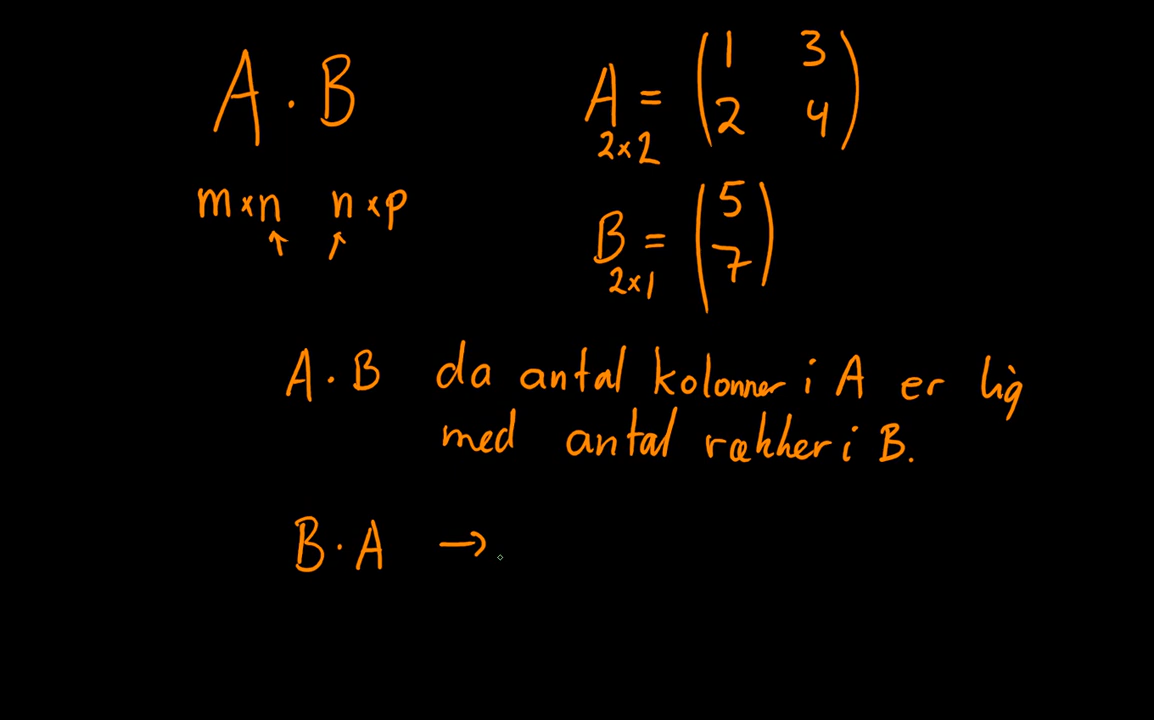 A · B
m×n n×p
A = (1 3
2 4)
2×2
B = (5
7)
2×1
A · B da antal kolonner i A er lig
med antal rækker i B.
B · A →